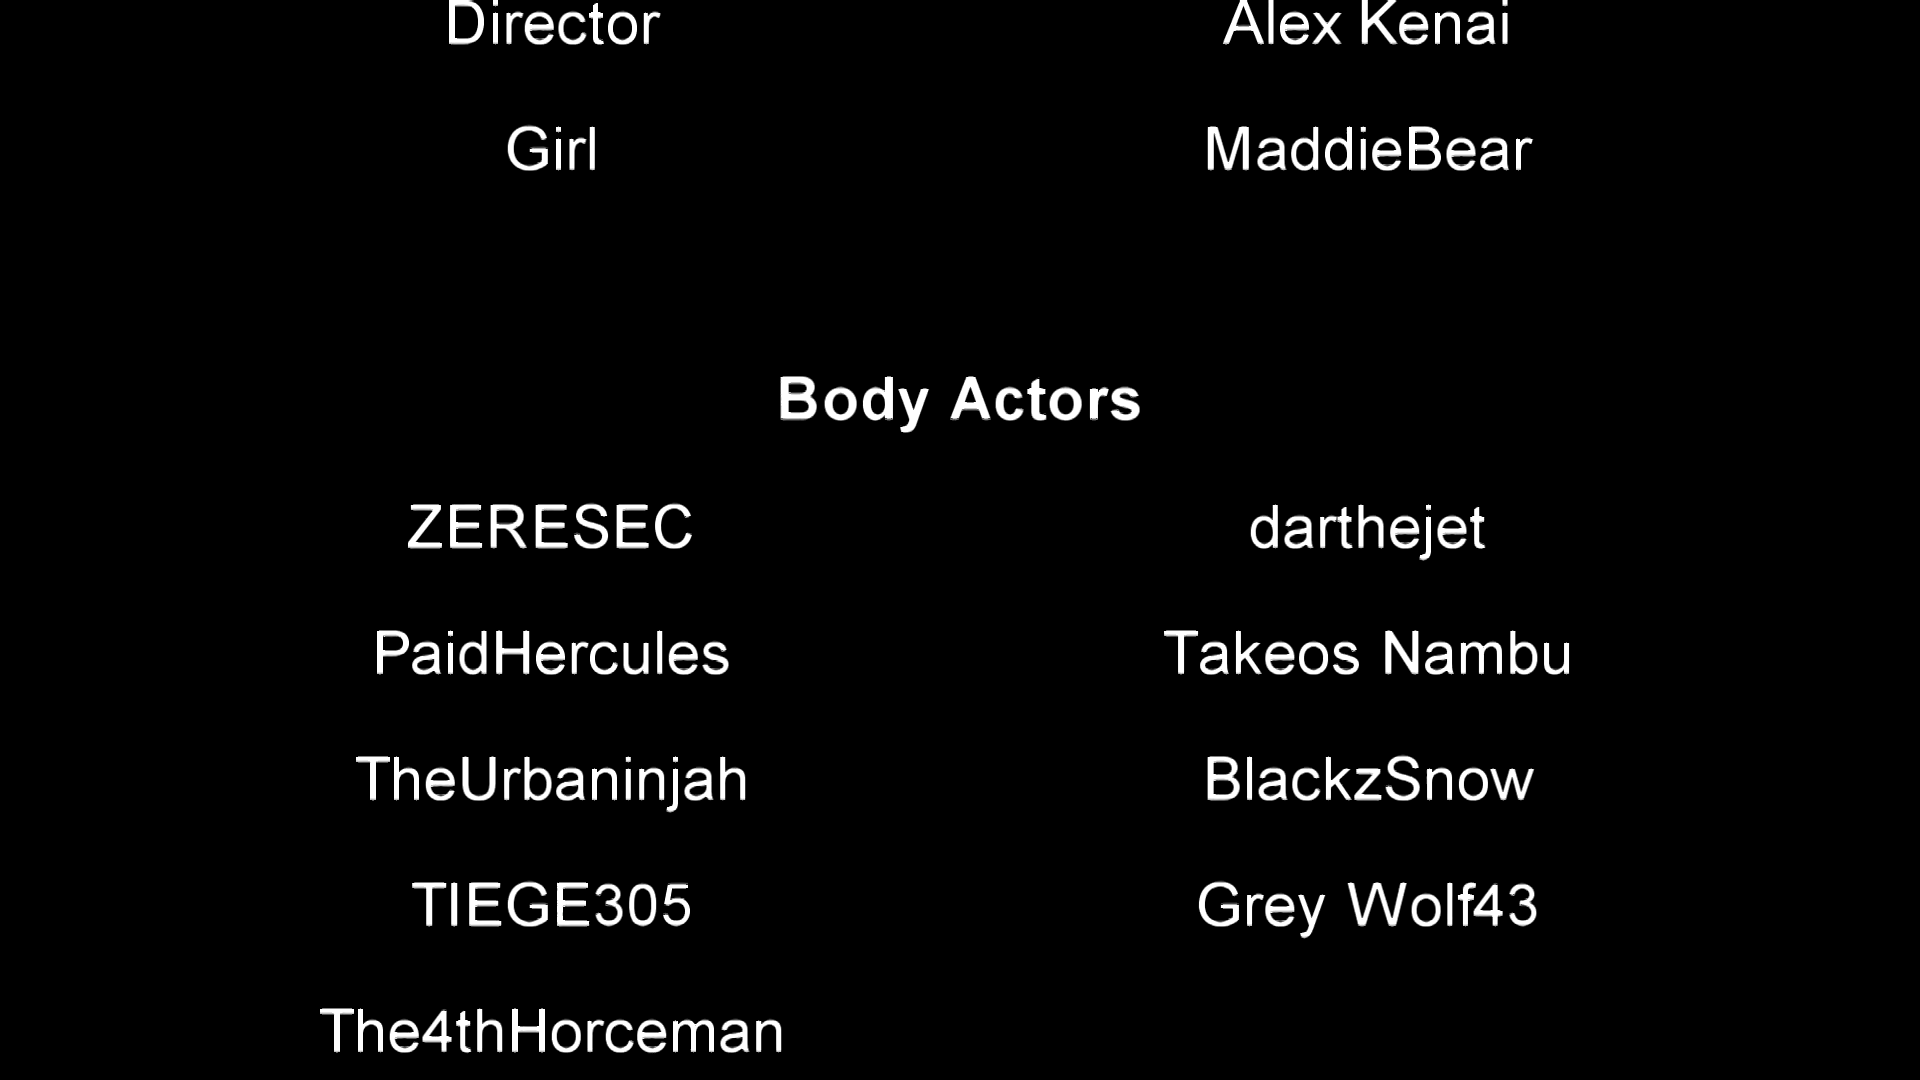 Director Alex Kenai
Girl MaddieBear
Body Actors
ZERESEC darthejet
PaidHercules Takeos Nambu
TheUrbaninjah BlackzSnow
TIEGE305 Grey Wolf43
The4thHorceman